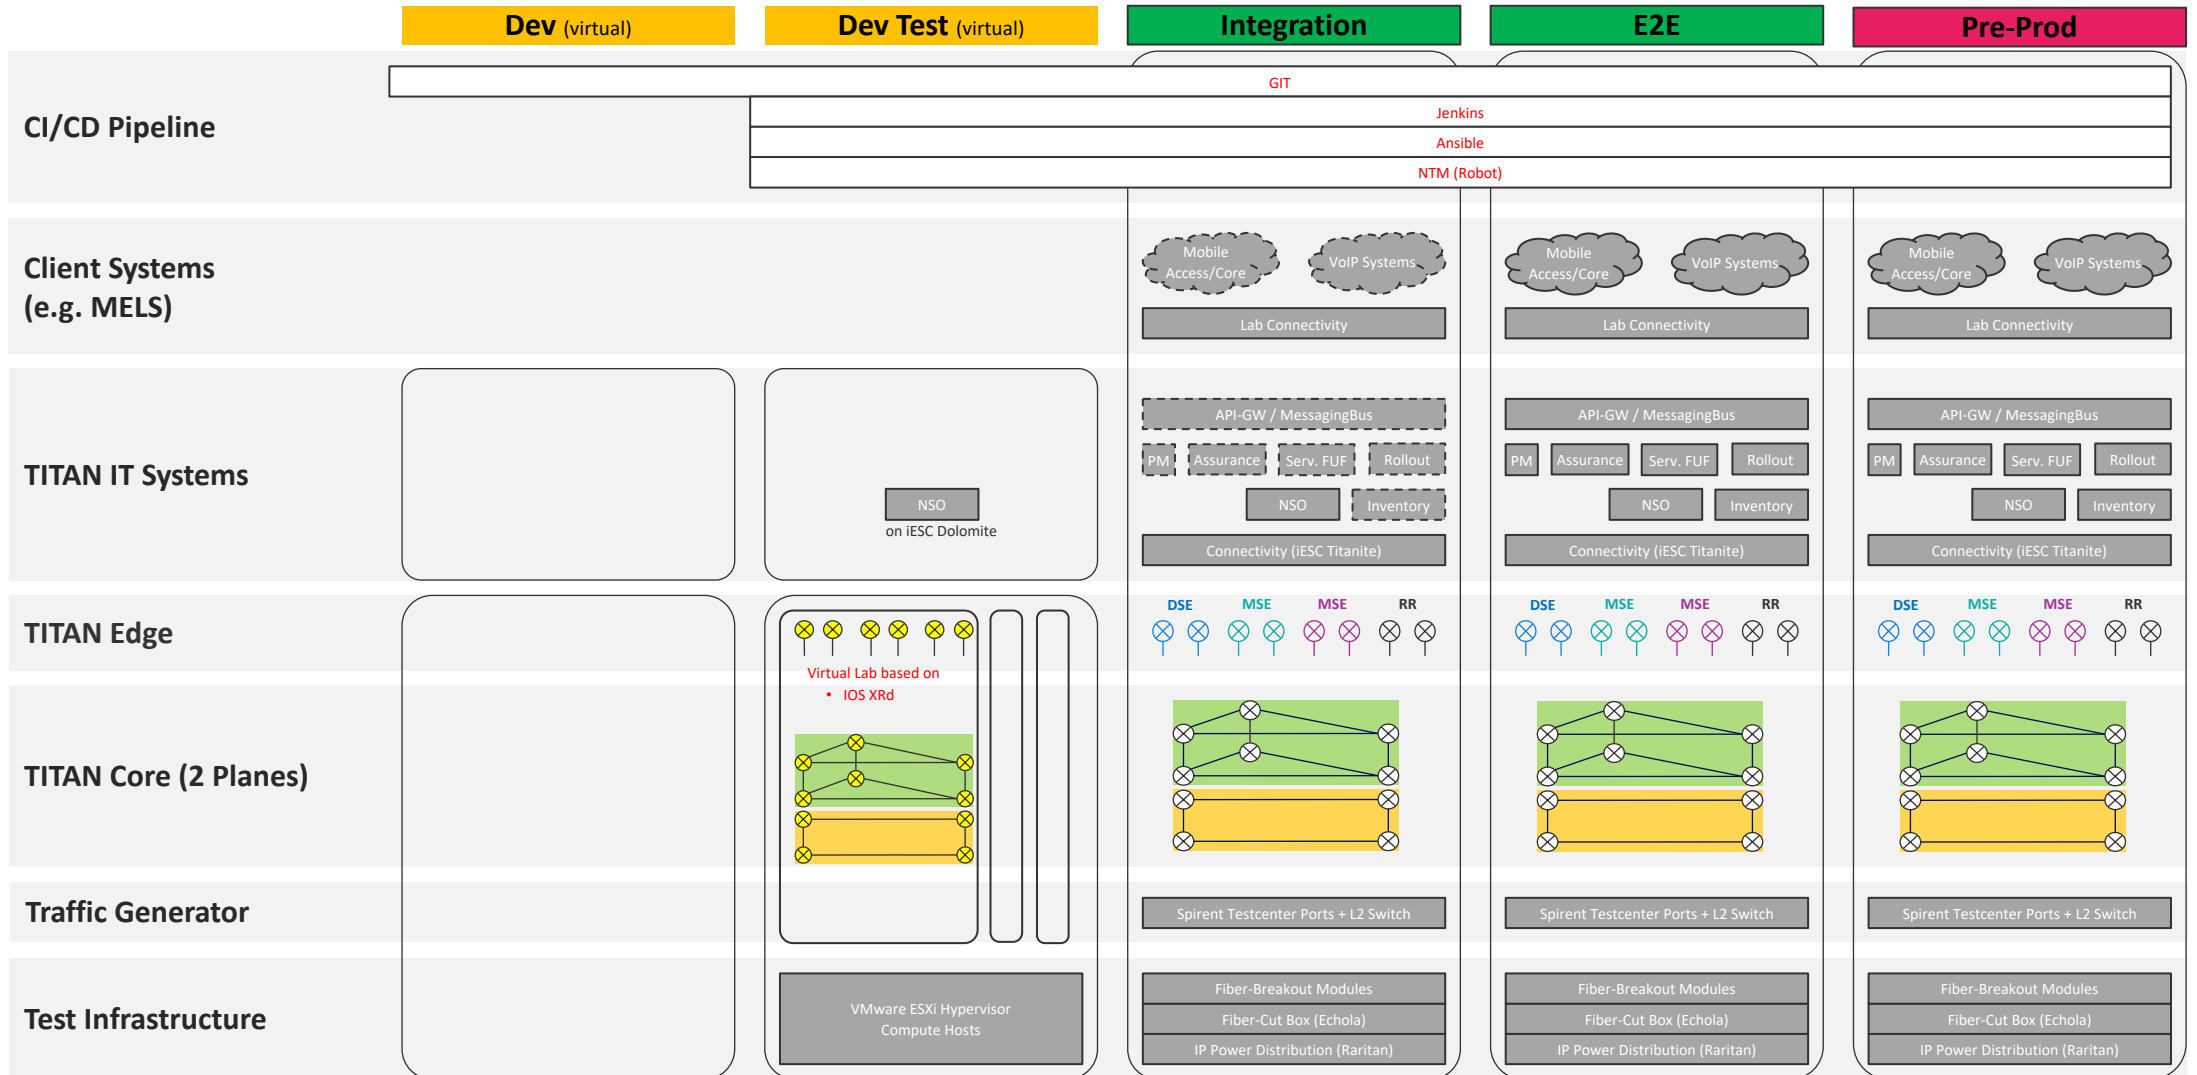 Dev (virtual)
Dev Test (virtual)
Integration
E2E
Pre-Prod
CI/CD Pipeline
GIT
Jenkins
Ansible
NTM (Robot)
Client Systems
(e.g. MELS)
Mobile
Access/Core
VoIP Systems
Lab Connectivity
Mobile
Access/Core
VoIP Systems
Lab Connectivity
Mobile
Access/Core
VoIP Systems
Lab Connectivity
TITAN IT Systems
NSO
on iESC Dolomite
API-GW / MessagingBus
PM Assurance Serv. FUF Rollout
NSO Inventory
Connectivity (iESC Titanite)
API-GW / MessagingBus
PM Assurance Serv. FUF Rollout
NSO Inventory
Connectivity (iESC Titanite)
API-GW / MessagingBus
PM Assurance Serv. FUF Rollout
NSO Inventory
Connectivity (iESC Titanite)
TITAN Edge
Virtual Lab based on
• IOS XRd
DSE MSE MSE RR
DSE MSE MSE RR
DSE MSE MSE RR
TITAN Core (2 Planes)
Traffic Generator
Spirent Testcenter Ports + L2 Switch
Spirent Testcenter Ports + L2 Switch
Spirent Testcenter Ports + L2 Switch
Test Infrastructure
VMware ESXi Hypervisor
Compute Hosts
Fiber-Breakout Modules
Fiber-Cut Box (Echola)
IP Power Distribution (Raritan)
Fiber-Breakout Modules
Fiber-Cut Box (Echola)
IP Power Distribution (Raritan)
Fiber-Breakout Modules
Fiber-Cut Box (Echola)
IP Power Distribution (Raritan)